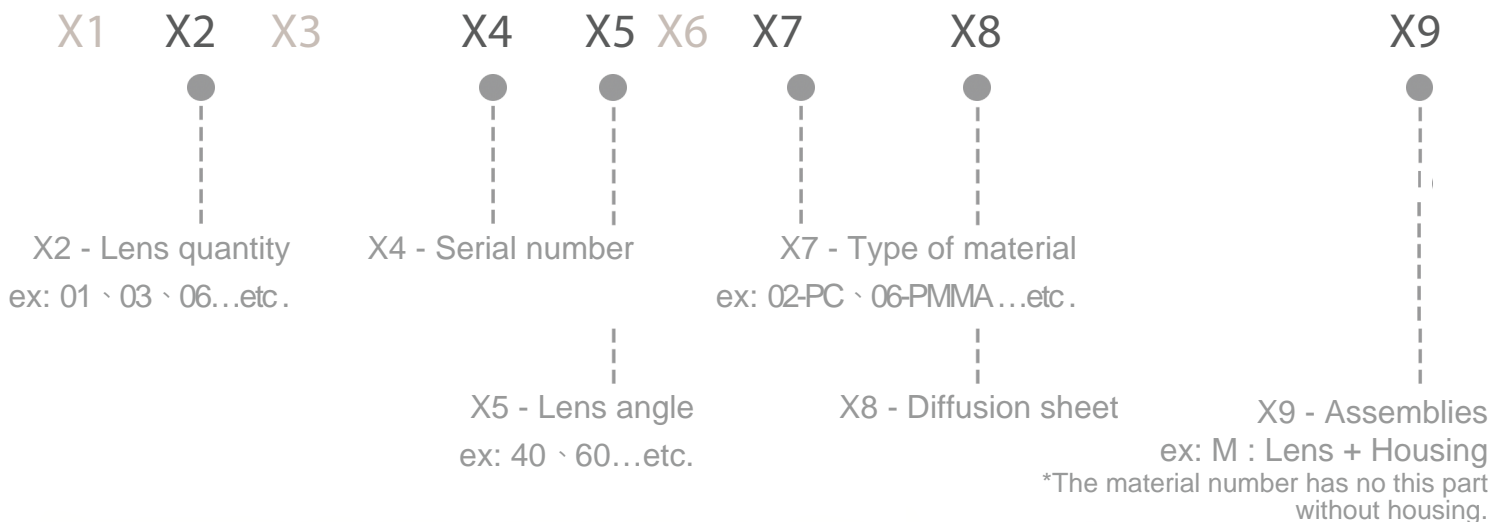 X1 X2 X3 X4 X5 X6 X7 X8 X9
X2 - Lens quantity
ex: 01、03、06…etc.
X4 - Serial number
X7 - Type of material
ex: 02-PC、06-PMMA…etc.
X5 - Lens angle
ex: 40、60…etc.
X8 - Diffusion sheet
X9 - Assemblies
ex: M : Lens + Housing
*The material number has no this part
without housing.